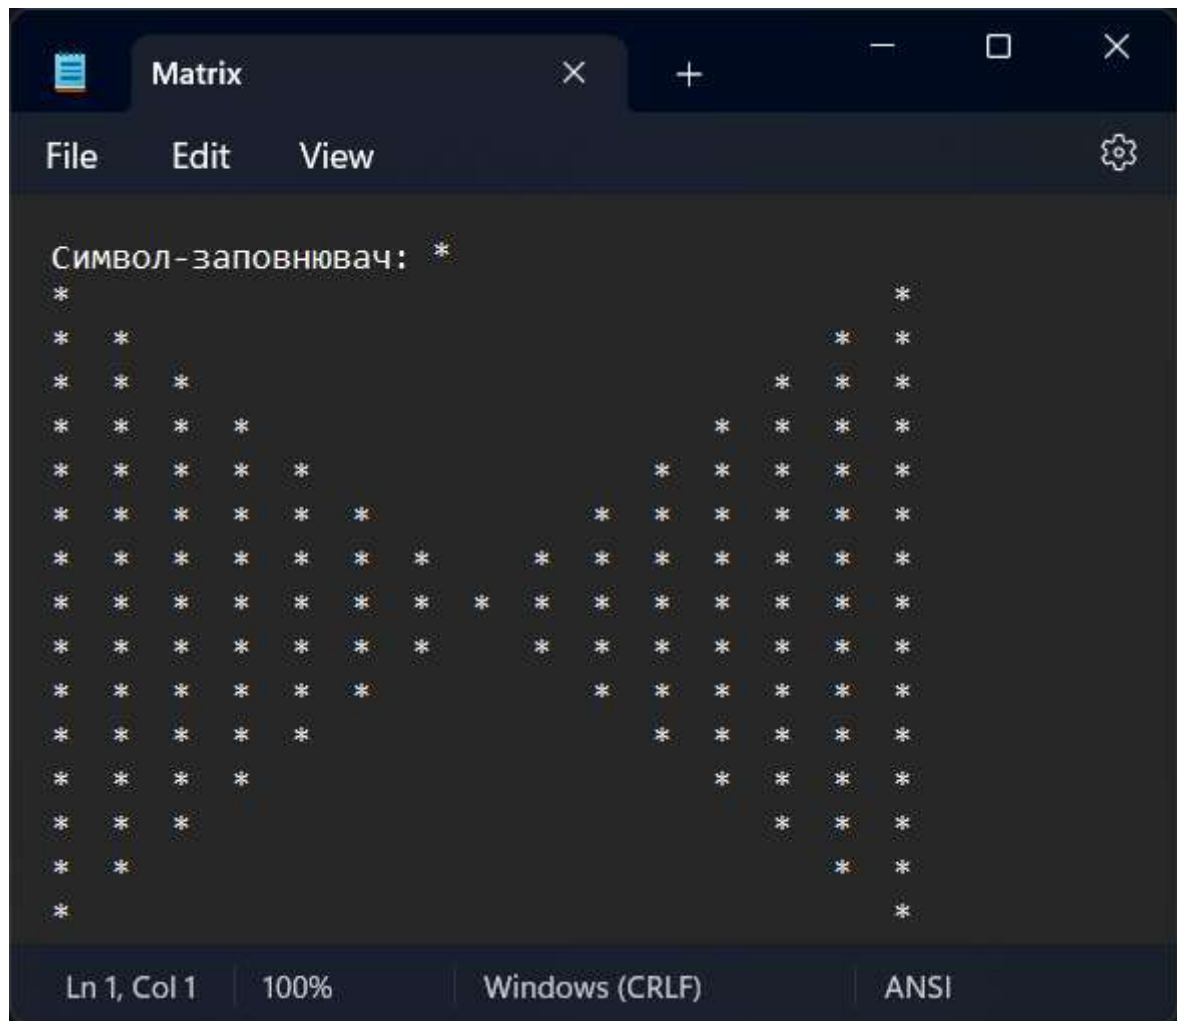 Matrix
File Edit View
Символ-заповнювач: *
*                           *
* *                       * *
* * *                   * * *
* * * *               * * * *
* * * * *           * * * * *
* * * * * *       * * * * * *
* * * * * * *   * * * * * * *
* * * * * * * * * * * * * * *
* * * * * * *   * * * * * * *
* * * * * *       * * * * * *
* * * * *           * * * * *
* * * *               * * * *
* * *                   * * *
* *                       * *
*                           *
Ln 1, Col 1 100% Windows (CRLF) ANSI